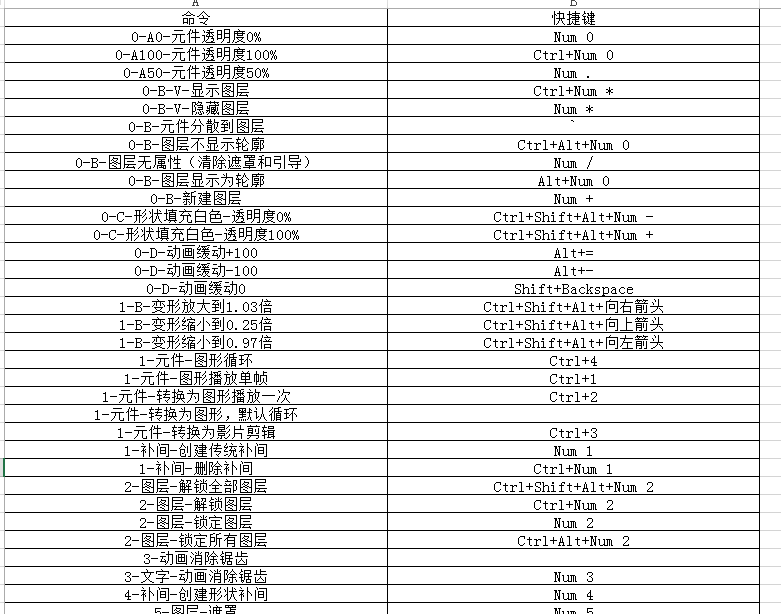 A B
命令 快捷键
0-A0-元件透明度0% Num 0
0-A100-元件透明度100% Ctrl+Num 0
0-A50-元件透明度50% Num .
0-B-V-显示图层 Ctrl+Num *
0-B-V-隐藏图层 Num *
0-B-元件分散到图层 `
0-B-图层不显示轮廓 Ctrl+Alt+Num 0
0-B-图层无属性（清除遮罩和引导） Num /
0-B-图层显示为轮廓 Alt+Num 0
0-B-新建图层 Num +
0-C-形状填充白色-透明度0% Ctrl+Shift+Alt+Num -
0-C-形状填充白色-透明度100% Ctrl+Shift+Alt+Num +
0-D-动画缓动+100 Alt+=
0-D-动画缓动-100 Alt+-
0-D-动画缓动0 Shift+Backspace
1-B-变形放大到1.03倍 Ctrl+Shift+Alt+向右箭头
1-B-变形缩小到0.25倍 Ctrl+Shift+Alt+向上箭头
1-B-变形缩小到0.97倍 Ctrl+Shift+Alt+向左箭头
1-元件-图形循环 Ctrl+4
1-元件-图形播放单帧 Ctrl+1
1-元件-转换为图形播放一次 Ctrl+2
1-元件-转换为图形，默认循环
1-元件-转换为影片剪辑 Ctrl+3
1-补间-创建传统补间 Num 1
1-补间-删除补间 Ctrl+Num 1
2-图层-解锁全部图层 Ctrl+Shift+Alt+Num 2
2-图层-解锁图层 Ctrl+Num 2
2-图层-锁定图层 Num 2
2-图层-锁定所有图层 Ctrl+Alt+Num 2
3-动画消除锯齿
3-文字-动画消除锯齿 Num 3
4-补间-创建形状补间 Num 4
5-图层-遮罩 Num 5